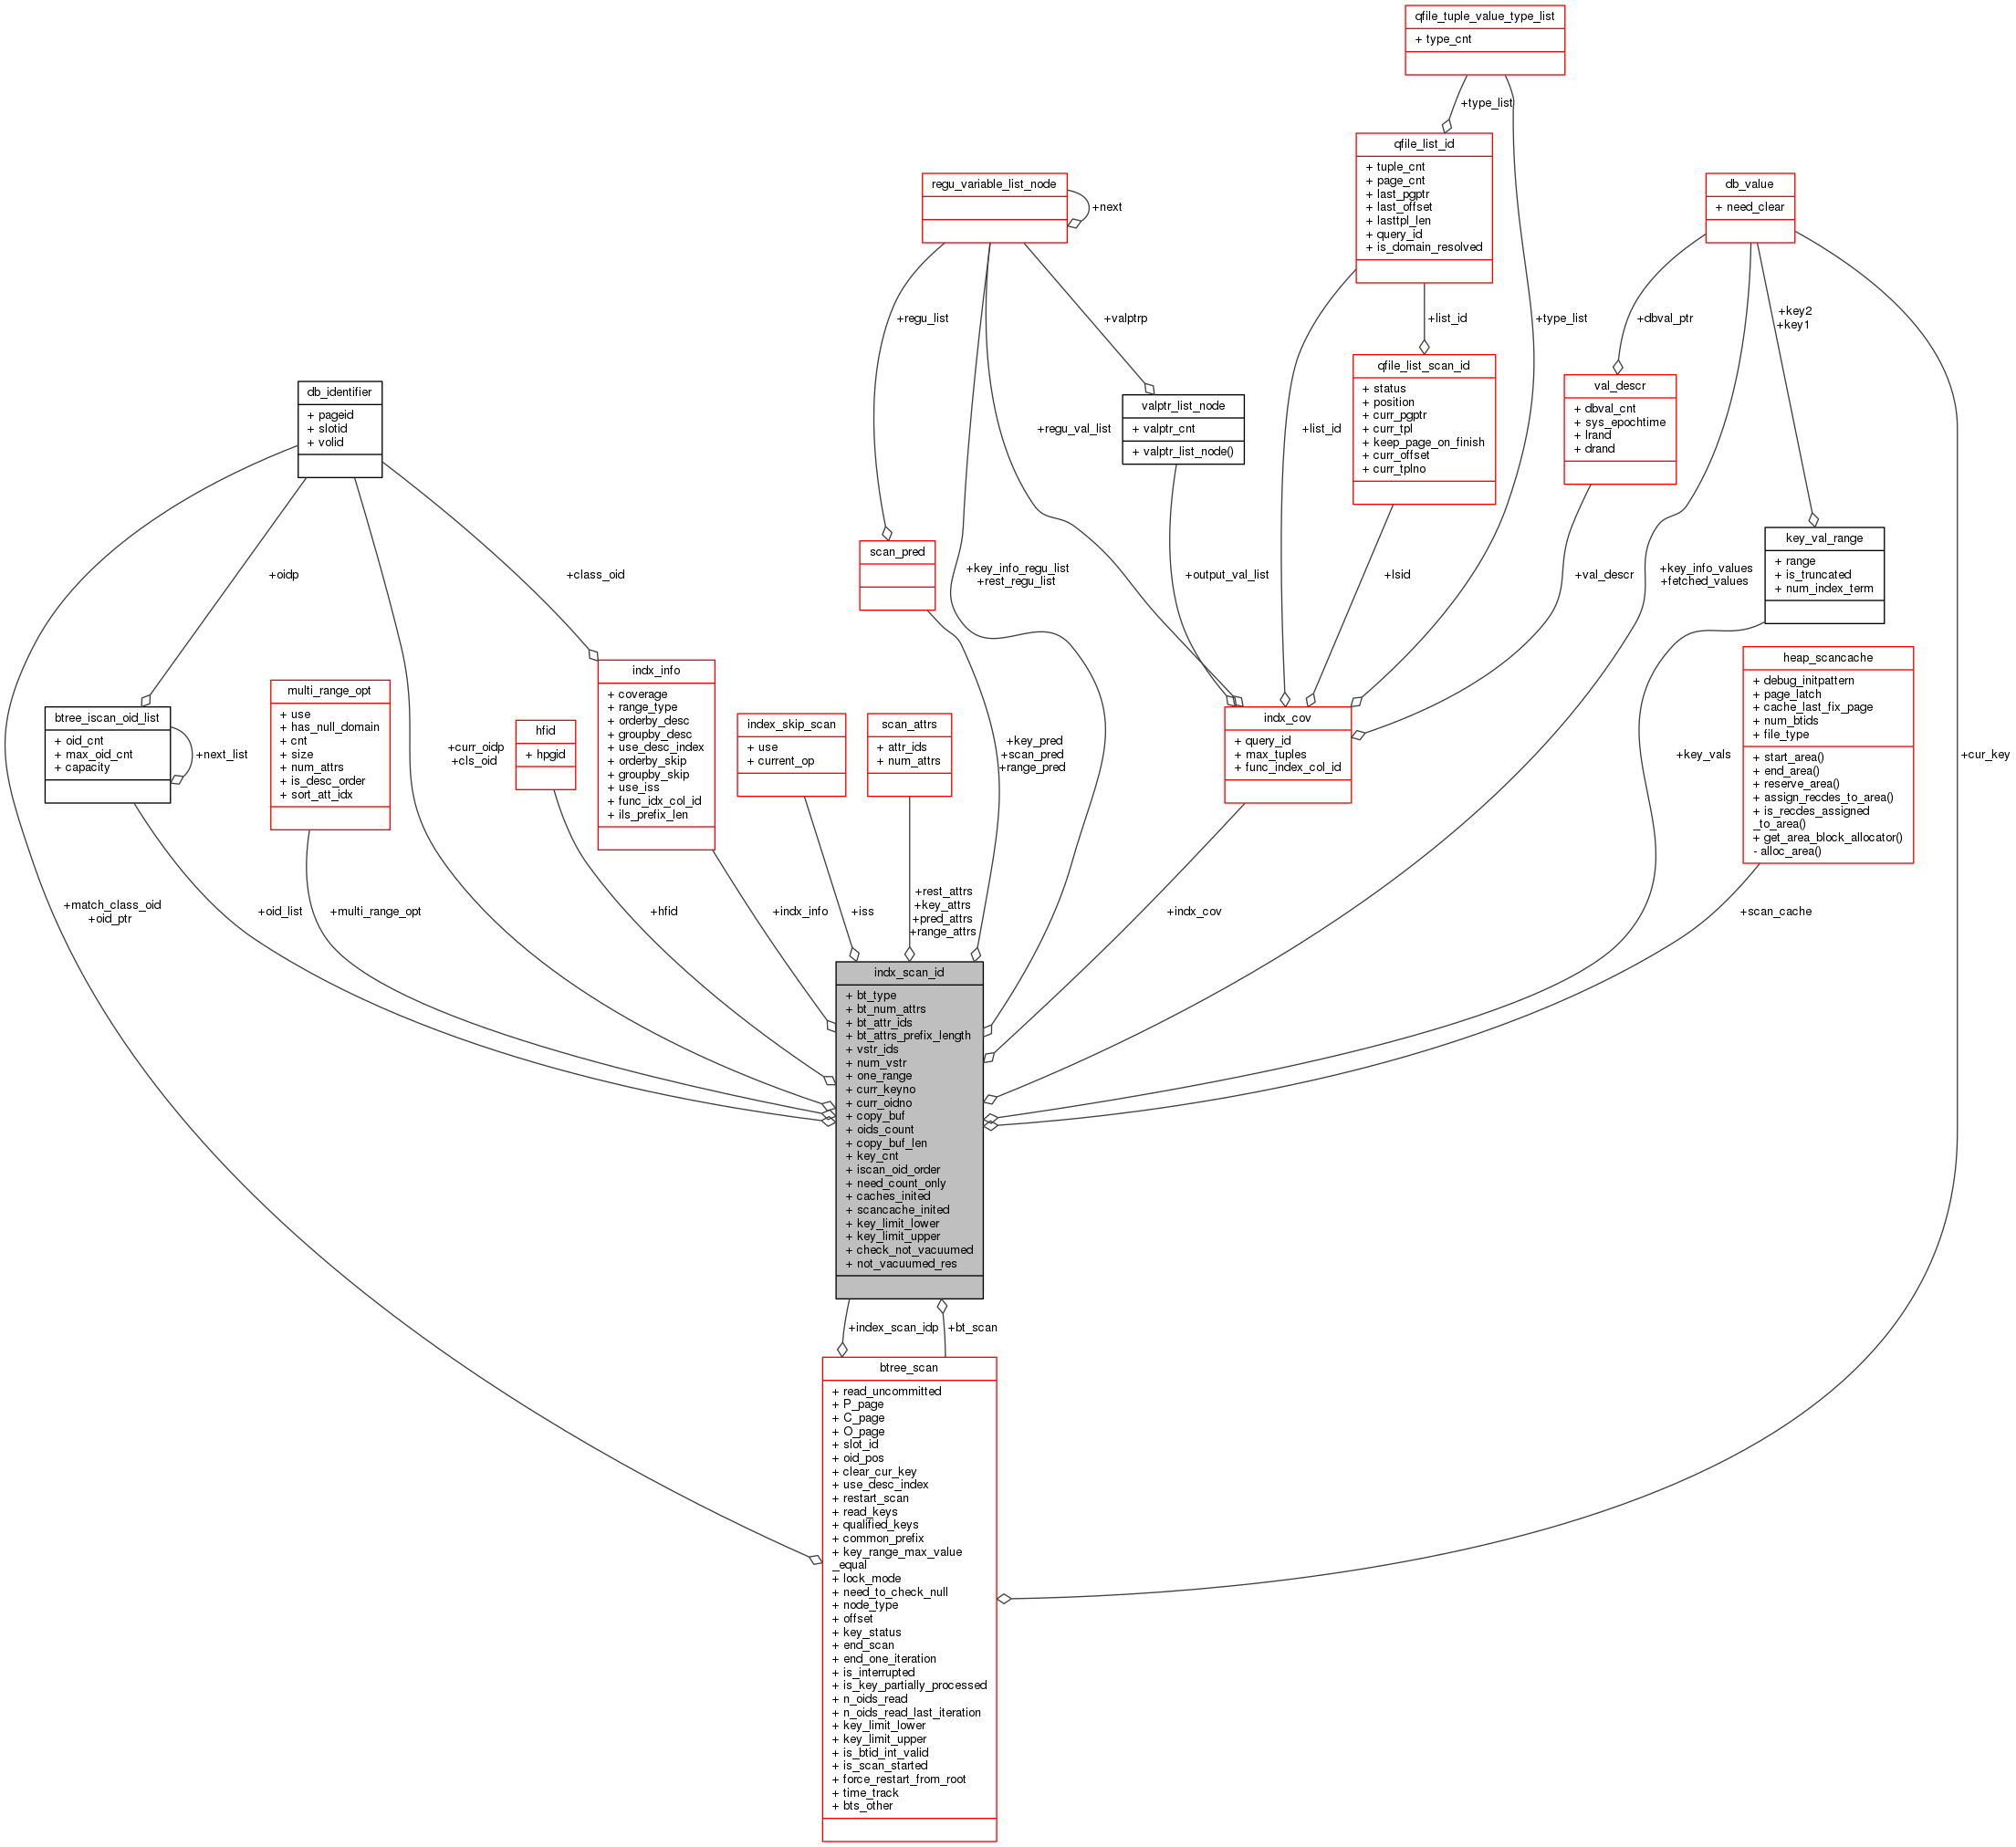 qfile_tuple_value_type_list
+ type_cnt
+type_list
qfile_list_id
+ tuple_cnt
+ page_cnt
+ last_pgptr
+ last_offset
+ lasttpl_len
+ query_id
+ is_domain_resolved
regu_variable_list_node
+next
db_value
+ need_clear
+regu_list
+valptrp
+list_id
+type_list
+dbval_ptr
+key2
+key1
qfile_list_scan_id
+ status
+ position
+ curr_pgptr
+ curr_tpl
+ keep_page_on_finish
+ curr_offset
+ curr_tplno
val_descr
+ dbval_cnt
+ sys_epochtime
+ lrand
+ drand
db_identifier
+ pageid
+ slotid
+ volid
valptr_list_node
+ valptr_cnt
+ valptr_list_node()
+regu_val_list
+list_id
key_val_range
+ range
+ is_truncated
+ num_index_term
scan_pred
+oidp
+class_oid
+key_info_regu_list
+rest_regu_list
+output_val_list
+lsid
+val_descr
+key_info_values
+fetched_values
heap_scancache
+ debug_initpattern
+ page_latch
+ cache_last_fix_page
+ num_btids
+ file_type
+ start_area()
+ end_area()
+ reserve_area()
+ assign_recdes_to_area()
+ is_recdes_assigned
_to_area()
+ get_area_block_allocator()
- alloc_area()
btree_iscan_oid_list
+ oid_cnt
+ max_oid_cnt
+ capacity
+next_list
multi_range_opt
+ use
+ has_null_domain
+ cnt
+ size
+ num_attrs
+ is_desc_order
+ sort_att_idx
+curr_oidp
+cls_oid
hfid
+ hpgid
indx_info
+ coverage
+ range_type
+ orderby_desc
+ groupby_desc
+ use_desc_index
+ orderby_skip
+ groupby_skip
+ use_iss
+ func_idx_col_id
+ ils_prefix_len
index_skip_scan
+ use
+ current_op
scan_attrs
+ attr_ids
+ num_attrs
+key_pred
+scan_pred
+range_pred
indx_cov
+ query_id
+ max_tuples
+ func_index_col_id
+key_vals
+cur_key
+match_class_oid
+oid_ptr
+oid_list
+multi_range_opt
+hfid
+indx_info
+iss
+rest_attrs
+key_attrs
+pred_attrs
+range_attrs
+indx_cov
+scan_cache
indx_scan_id
+ bt_type
+ bt_num_attrs
+ bt_attr_ids
+ bt_attrs_prefix_length
+ vstr_ids
+ num_vstr
+ one_range
+ curr_keyno
+ curr_oidno
+ copy_buf
+ oids_count
+ copy_buf_len
+ key_cnt
+ iscan_oid_order
+ need_count_only
+ caches_inited
+ scancache_inited
+ key_limit_lower
+ key_limit_upper
+ check_not_vacuumed
+ not_vacuumed_res
+index_scan_idp
+bt_scan
btree_scan
+ read_uncommitted
+ P_page
+ C_page
+ O_page
+ slot_id
+ oid_pos
+ clear_cur_key
+ use_desc_index
+ restart_scan
+ read_keys
+ qualified_keys
+ common_prefix
+ key_range_max_value
_equal
+ lock_mode
+ need_to_check_null
+ node_type
+ offset
+ key_status
+ end_scan
+ end_one_iteration
+ is_interrupted
+ is_key_partially_processed
+ n_oids_read
+ n_oids_read_last_iteration
+ key_limit_lower
+ key_limit_upper
+ is_btid_int_valid
+ is_scan_started
+ force_restart_from_root
+ time_track
+ bts_other